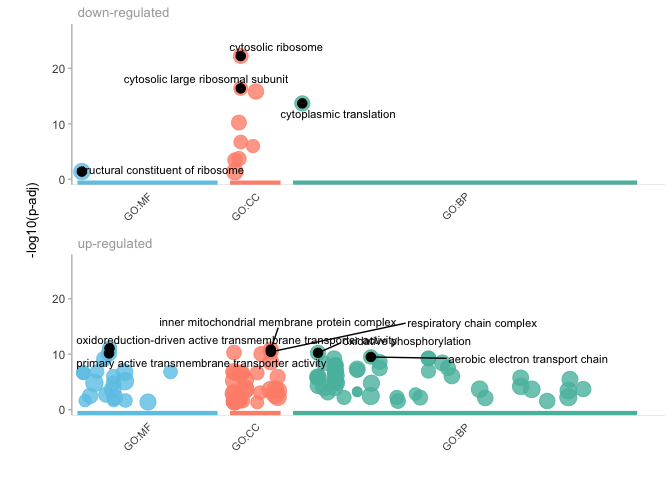 down-regulated
cytosolic ribosome
20
cytosolic large ribosomal subunit
cytoplasmic translation
10
ructural constituent of ribosome
0
GO:MF
GO:CC
GO:BP
-log10(p-adj)
up-regulated
20
inner mitochondrial membrane protein complex
respiratory chain complex
oxidoreduction-driven active transmembrane transporter activity
oxidative phosphorylation
10
primary active transmembrane transporter activity
aerobic electron transport chain
0
GO:MF
GO:CC
GO:BP